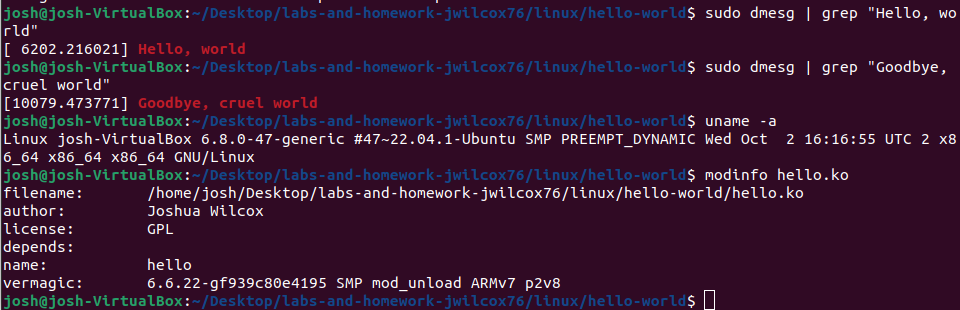 josh@josh-VirtualBox:~/Desktop/labs-and-homework-jwilcox76/linux/hello-world$ sudo dmesg | grep "Hello, wo
rld"
[ 6202.216021] Hello, world
josh@josh-VirtualBox:~/Desktop/labs-and-homework-jwilcox76/linux/hello-world$ sudo dmesg | grep "Goodbye,
cruel world"
[10079.473771] Goodbye, cruel world
josh@josh-VirtualBox:~/Desktop/labs-and-homework-jwilcox76/linux/hello-world$ uname -a
Linux josh-VirtualBox 6.8.0-47-generic #47~22.04.1-Ubuntu SMP PREEMPT_DYNAMIC Wed Oct  2 16:16:55 UTC 2 x8
6_64 x86_64 x86_64 GNU/Linux
josh@josh-VirtualBox:~/Desktop/labs-and-homework-jwilcox76/linux/hello-world$ modinfo hello.ko
filename:       /home/josh/Desktop/labs-and-homework-jwilcox76/linux/hello-world/hello.ko
author:         Joshua Wilcox
license:        GPL
depends:
name:           hello
vermagic:       6.6.22-gf939c80e4195 SMP mod_unload ARMv7 p2v8
josh@josh-VirtualBox:~/Desktop/labs-and-homework-jwilcox76/linux/hello-world$